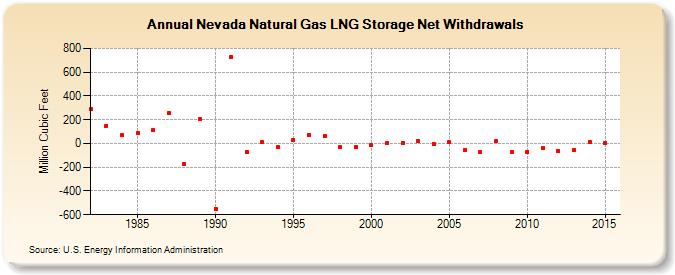 Annual Nevada Natural Gas LNG Storage Net Withdrawals
Million Cubic Feet
800
600
400
200
0
-200
-400
-600
1985 1990 1995 2000 2005 2010 2015
Source: U.S. Energy Information Administration